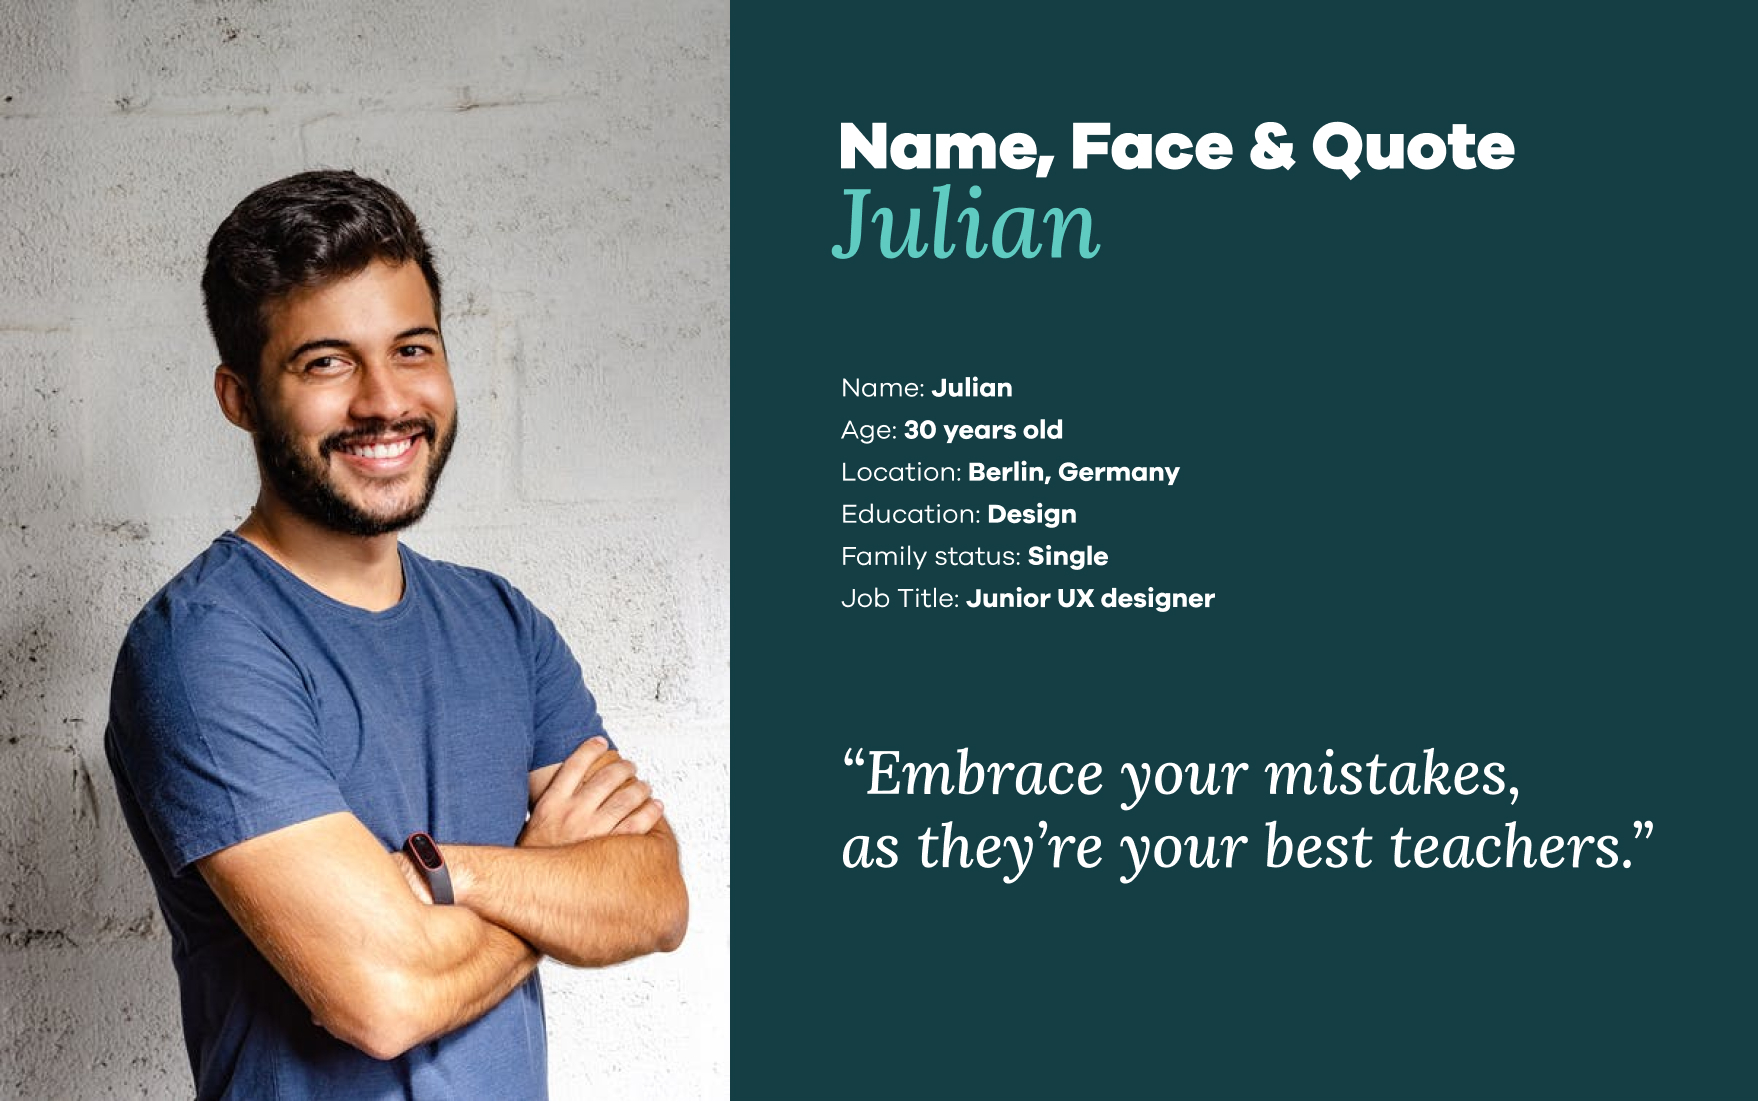 Name, Face & Quote
Julian
Name: Julian
Age: 30 years old
Location: Berlin, Germany
Education: Design
Family status: Single
Job Title: Junior UX designer
“Embrace your mistakes,
as they’re your best teachers.”